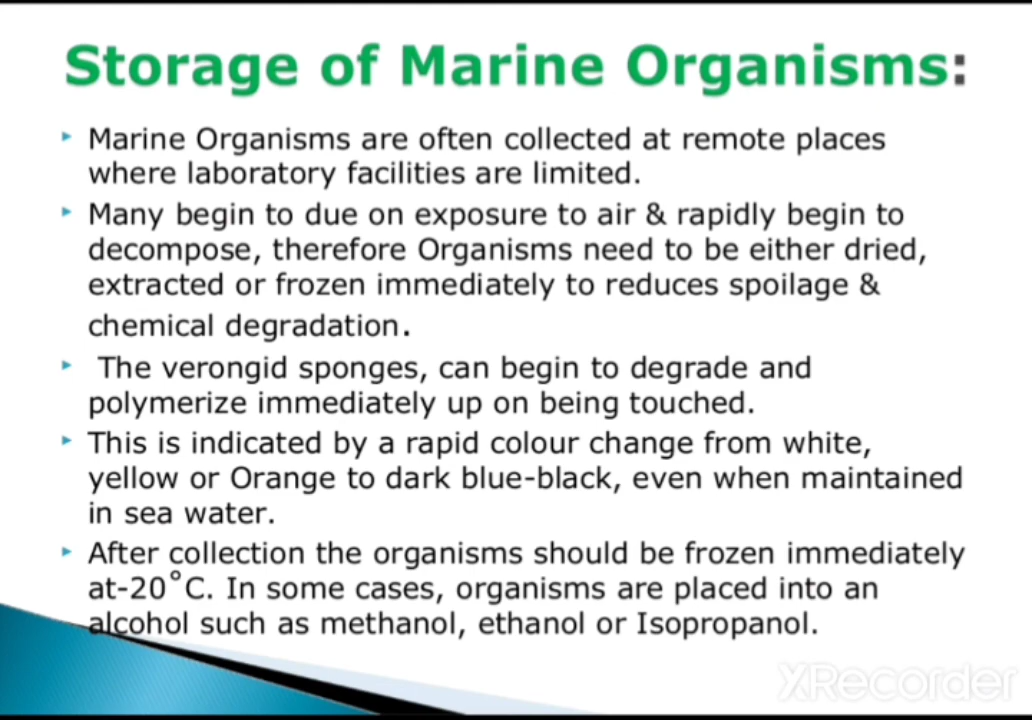 Storage of Marine Organisms:
Marine Organisms are often collected at remote places
where laboratory facilities are limited.
Many begin to due on exposure to air & rapidly begin to
decompose, therefore Organisms need to be either dried,
extracted or frozen immediately to reduces spoilage &
chemical degradation.
The verongid sponges, can begin to degrade and
polymerize immediately up on being touched.
This is indicated by a rapid colour change from white,
yellow or Orange to dark blue-black, even when maintained
in sea water.
After collection the organisms should be frozen immediately
at-20°C. In some cases, organisms are placed into an
alcohol such as methanol, ethanol or Isopropanol.
XRecorder